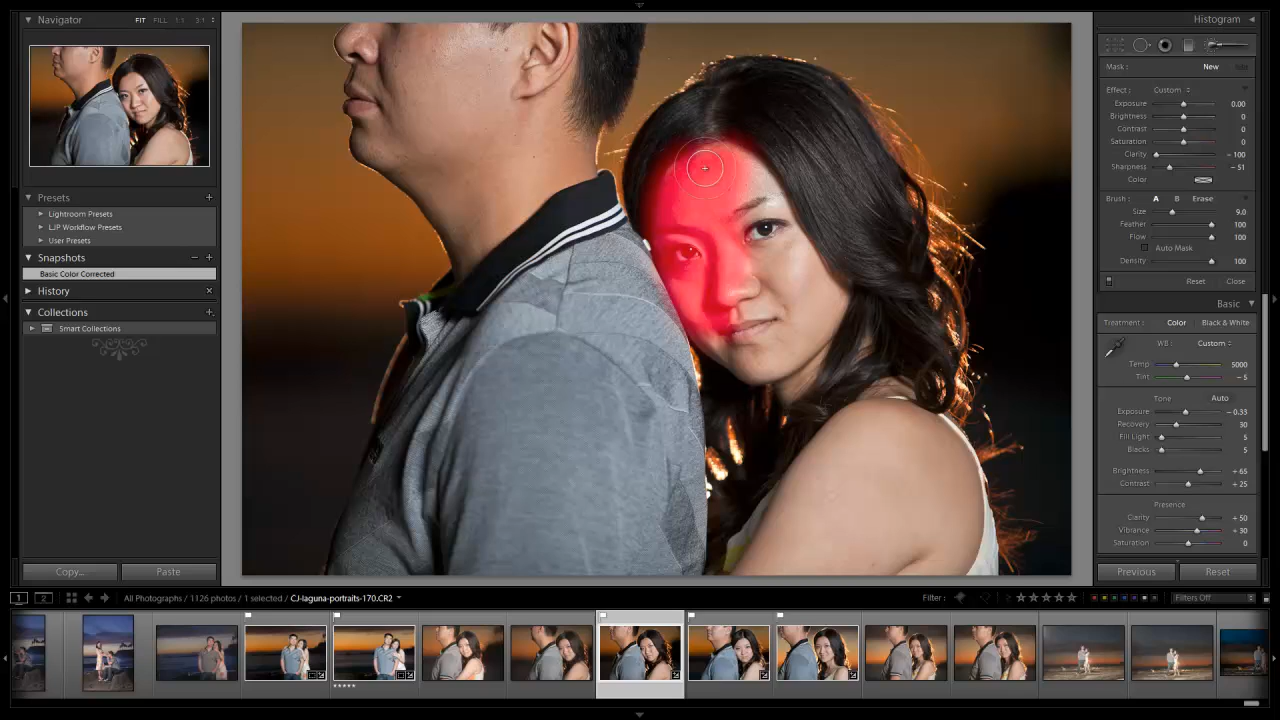 Navigator FIT FILL 1:1 3:1
Presets
Lightroom Presets
LJP Workflow Presets
User Presets
Snapshots
Basic Color Corrected
History
Collections
Smart Collections
Copy... Paste
Histogram
Mask : New
Effect : Custom
Exposure 0.00
Brightness 0
Contrast 0
Saturation 0
Clarity – 100
Sharpness – 51
Color
Brush : A B Erase
Size 9.0
Feather 100
Flow 100
Auto Mask
Density 100
Reset Close
Basic
Treatment : Color Black & White
WB : Custom
Temp 5000
Tint – 5
Tone Auto
Exposure – 0.33
Recovery 30
Fill Light 5
Blacks 5
Brightness + 65
Contrast + 25
Presence
Clarity + 50
Vibrance + 30
Saturation 0
Previous Reset
1 2 All Photographs / 1126 photos / 1 selected / CJ-laguna-portraits-170.CR2 Filter : Filters Off